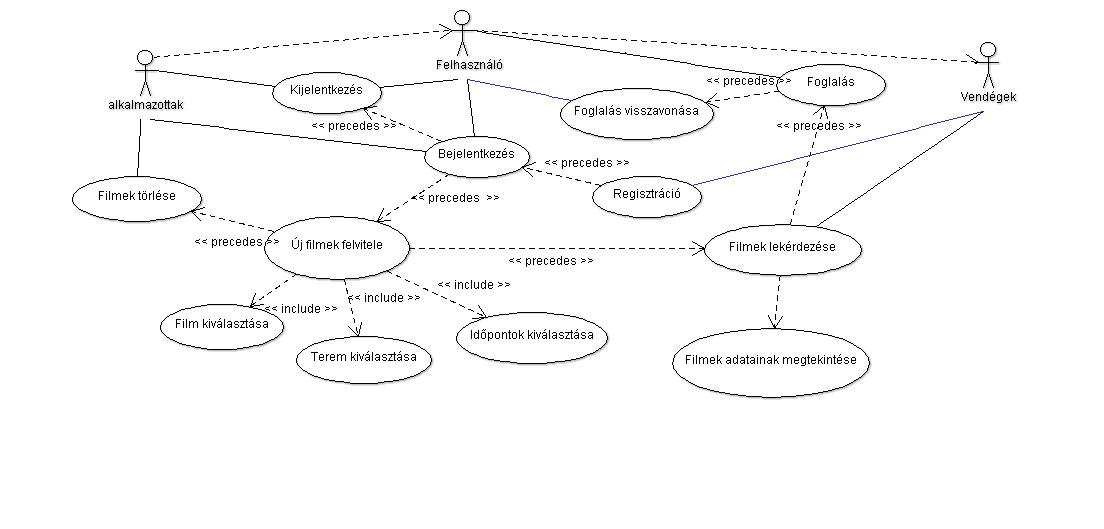 Felhasználó
alkalmazottak
Vendégek
Kijelentkezés
<< precedes >>
Foglalás
Foglalás visszavonása
<< precedes >>
<< precedes >>
Bejelentkezés
<< precedes >>
Filmek törlése
<< precedes >>
Regisztráció
<< precedes >>
Új filmek felvitele
<< precedes >>
Filmek lekérdezése
<< include >>
<< include >>
<< include >>
Film kiválasztása
Terem kiválasztása
Időpontok kiválasztása
Filmek adatainak megtekintése